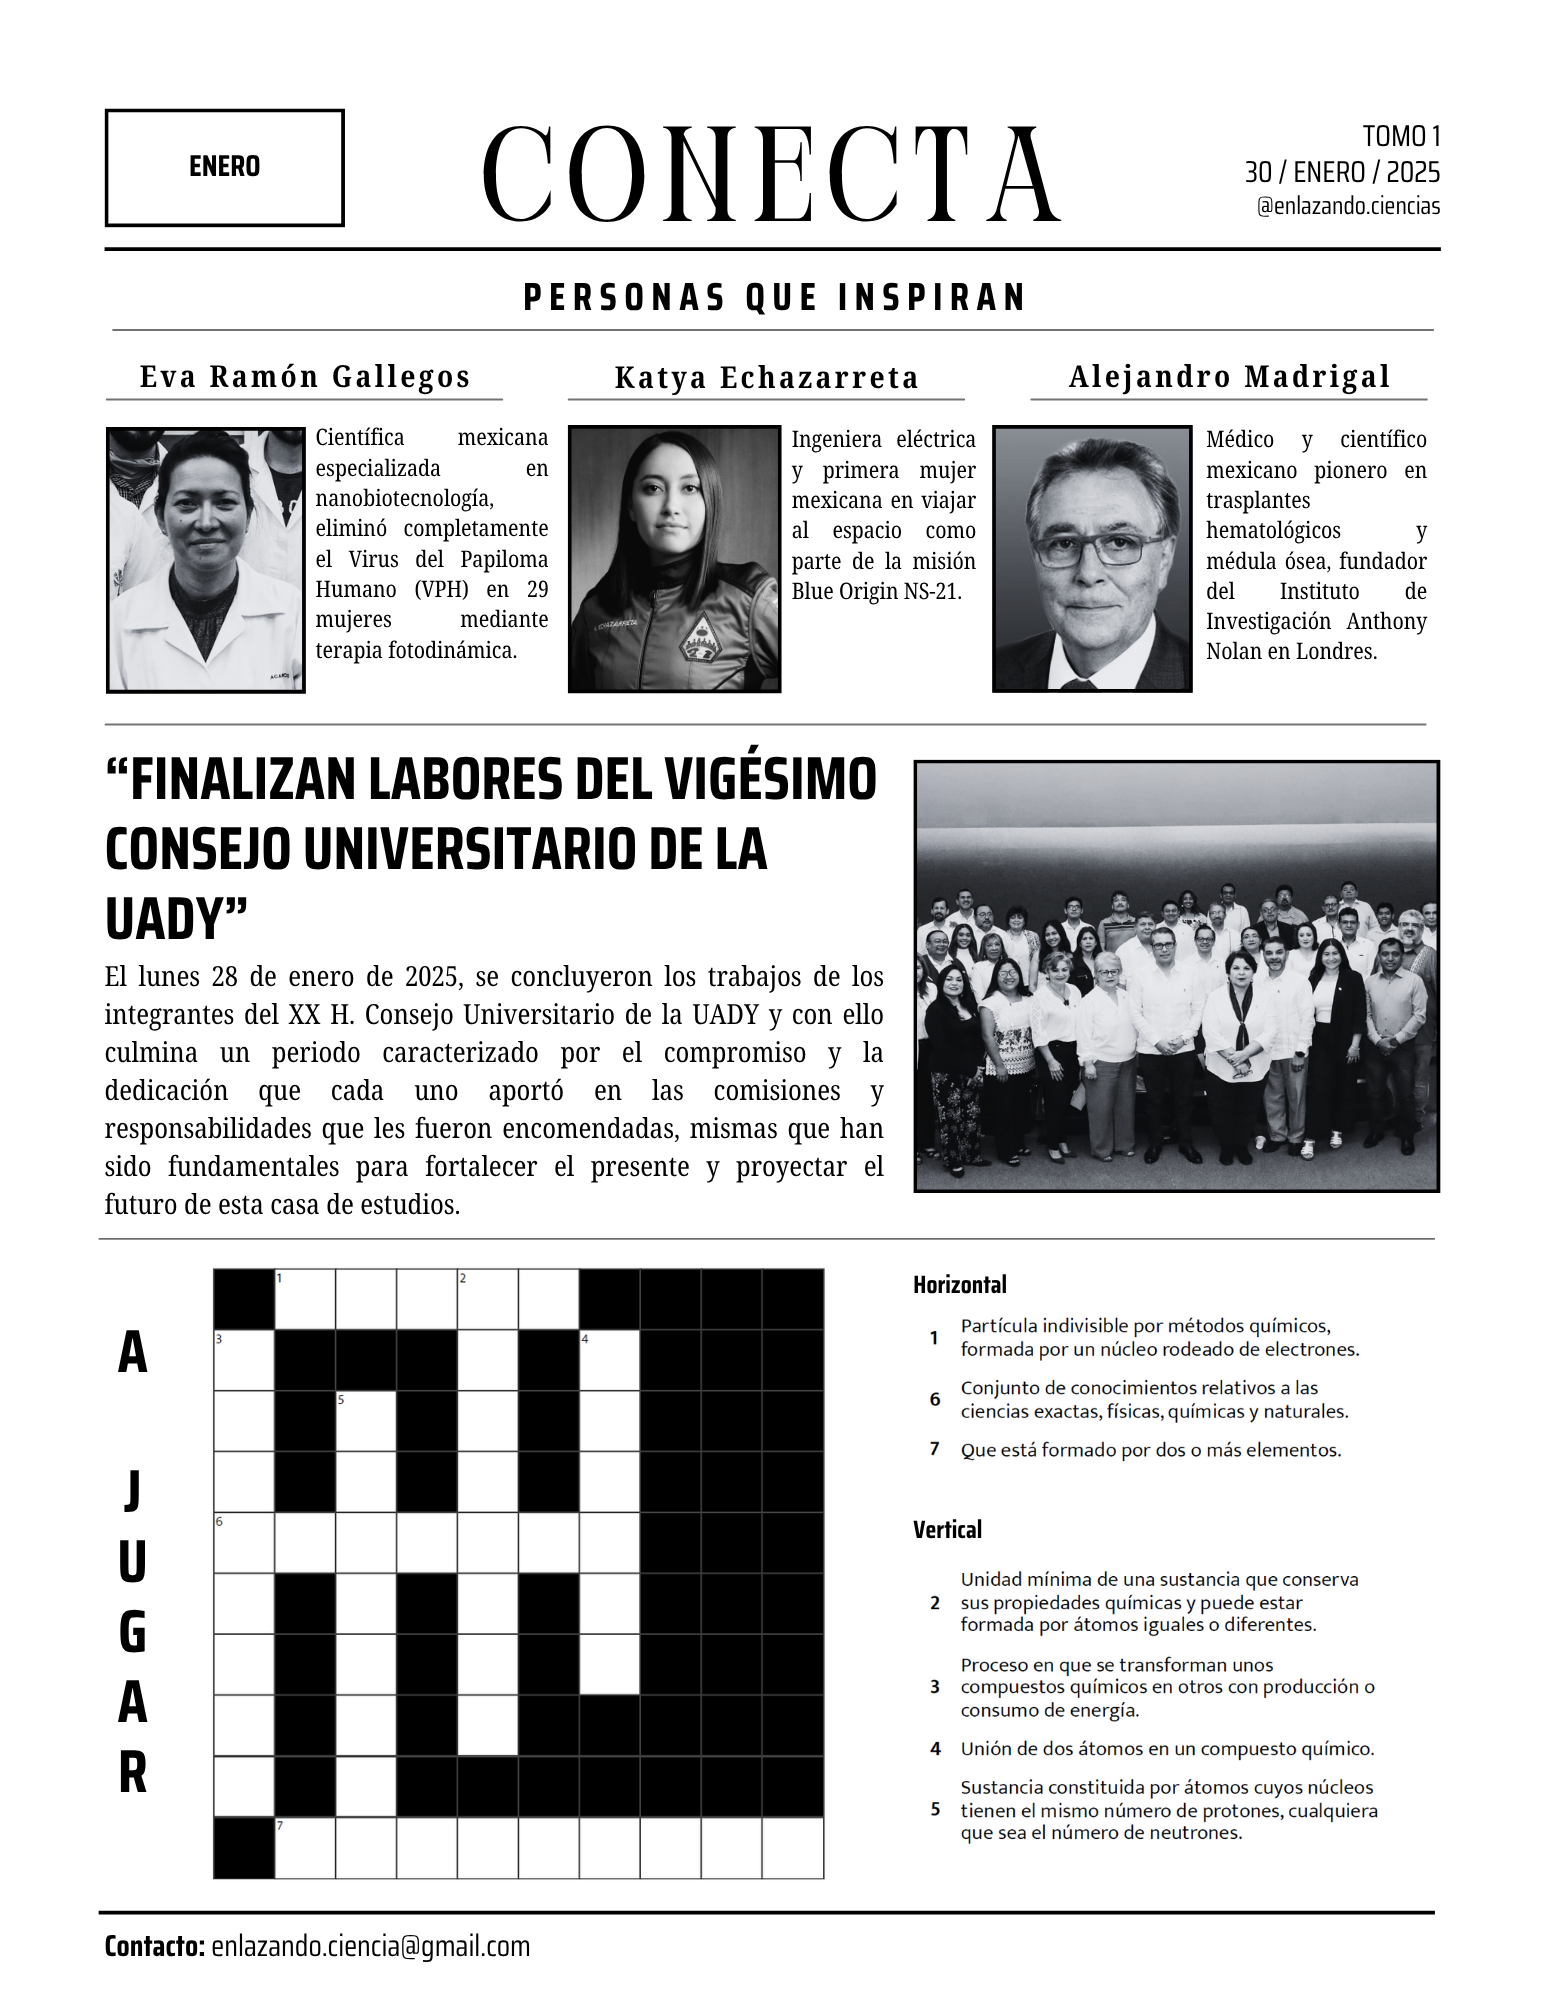 ENERO
CONECTA
TOMO 1
30 / ENERO / 2025
@enlazando.ciencias
PERSONAS QUE INSPIRAN
Eva Ramón Gallegos
Científica mexicana
especializada en
nanobiotecnología,
eliminó completamente
el Virus del Papiloma
Humano (VPH) en 29
mujeres mediante
terapia fotodinámica.
Katya Echazarreta
Ingeniera eléctrica
y primera mujer
mexicana en viajar
al espacio como
parte de la misión
Blue Origin NS-21.
Alejandro Madrigal
Médico y científico
mexicano pionero en
trasplantes
hematológicos y
médula ósea, fundador
del Instituto de
Investigación Anthony
Nolan en Londres.
“FINALIZAN LABORES DEL VIGÉSIMO
CONSEJO UNIVERSITARIO DE LA
UADY”
El lunes 28 de enero de 2025, se concluyeron los trabajos de los
integrantes del XX H. Consejo Universitario de la UADY y con ello
culmina un periodo caracterizado por el compromiso y la
dedicación que cada uno aportó en las comisiones y
responsabilidades que les fueron encomendadas, mismas que han
sido fundamentales para fortalecer el presente y proyectar el
futuro de esta casa de estudios.
A JUGAR
1 2
3 4
5
6
7
Horizontal
1 Partícula indivisible por métodos químicos,
formada por un núcleo rodeado de electrones.
6 Conjunto de conocimientos relativos a las
ciencias exactas, físicas, químicas y naturales.
7 Que está formado por dos o más elementos.
Vertical
2 Unidad mínima de una sustancia que conserva
sus propiedades químicas y puede estar
formada por átomos iguales o diferentes.
3 Proceso en que se transforman unos
compuestos químicos en otros con producción o
consumo de energía.
4 Unión de dos átomos en un compuesto químico.
5 Sustancia constituida por átomos cuyos núcleos
tienen el mismo número de protones, cualquiera
que sea el número de neutrones.
Contacto: enlazando.ciencia@gmail.com